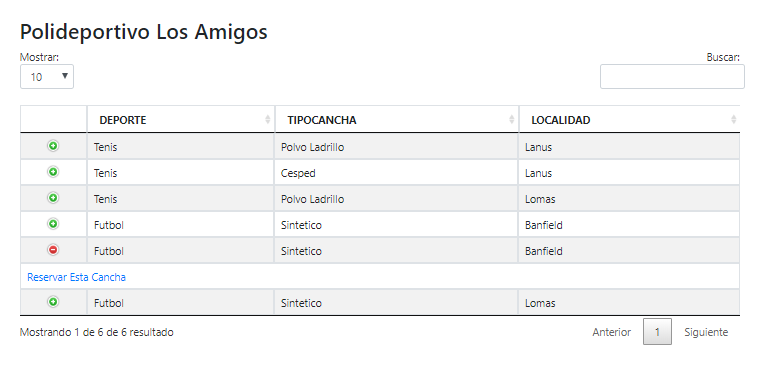 Polideportivo Los Amigos
Mostrar: Buscar:
10
DEPORTE TIPOCANCHA LOCALIDAD
Tenis Polvo Ladrillo Lanus
Tenis Cesped Lanus
Tenis Polvo Ladrillo Lomas
Futbol Sintetico Banfield
Futbol Sintetico Banfield
Reservar Esta Cancha
Futbol Sintetico Lomas
Mostrando 1 de 6 de 6 resultado Anterior 1 Siguiente